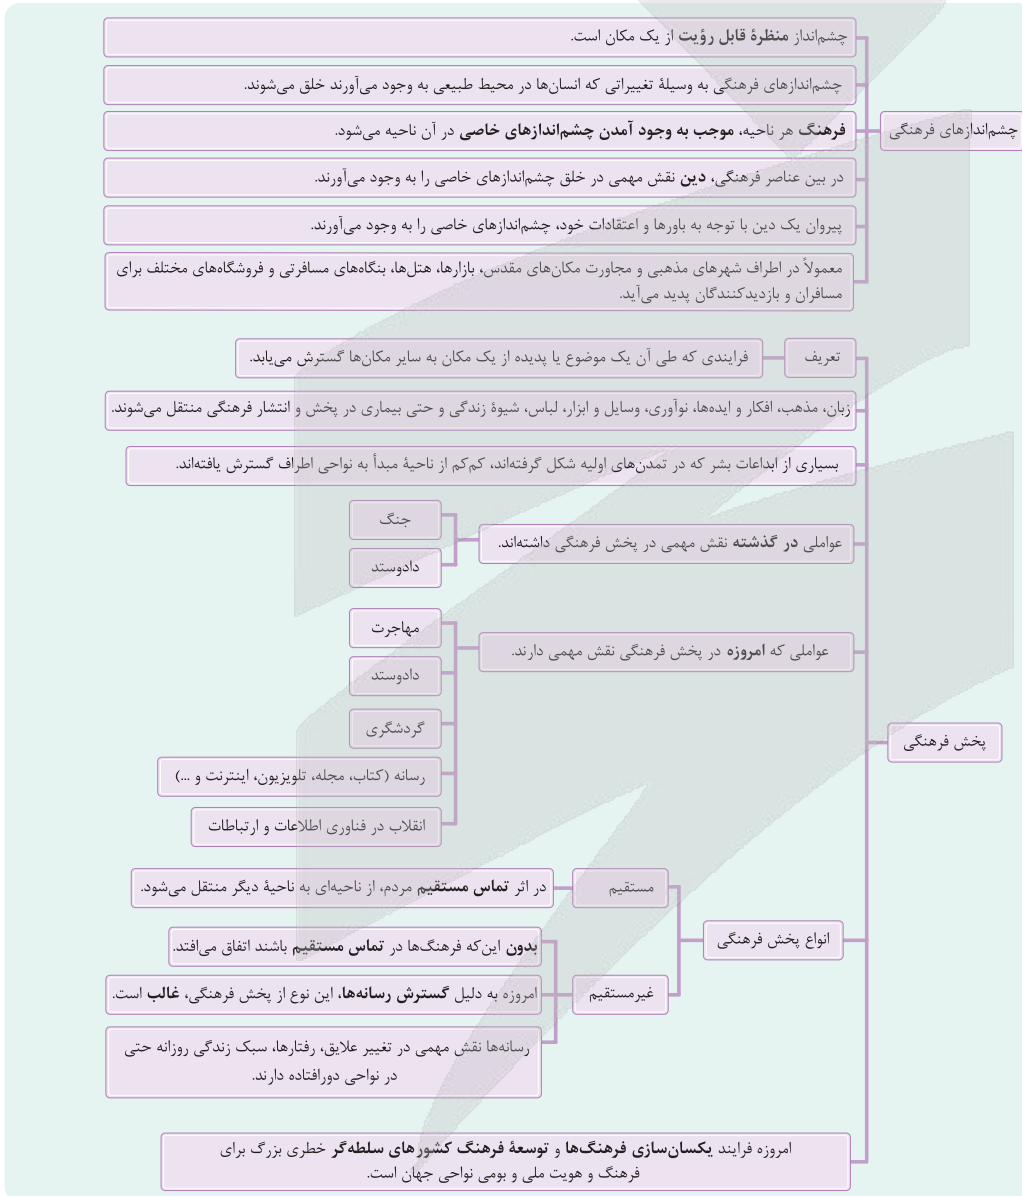 چشم‌اندازهای فرهنگی
چشم‌انداز منظرهٔ قابل رؤیت از یک مکان است.
چشم‌اندازهای فرهنگی به وسیلهٔ تغییراتی که انسان‌ها در محیط طبیعی به وجود می‌آورند خلق می‌شوند.
فرهنگ هر ناحیه، موجب به وجود آمدن چشم‌اندازهای خاصی در آن ناحیه می‌شود.
در بین عناصر فرهنگی، دین نقش مهمی در خلق چشم‌اندازهای خاصی را به وجود می‌آورند.
پیروان یک دین با توجه به باورها و اعتقادات خود، چشم‌اندازهای خاصی را به وجود می‌آورند.
معمولاً در اطراف شهرهای مذهبی و مجاورت مکان‌های مقدس، بازارها، هتل‌ها، بنگاه‌های مسافرتی و فروشگاه‌های مختلف برای
مسافران و بازدیدکنندگان پدید می‌آید.
پخش فرهنگی
تعریف
فرایندی که طی آن یک موضوع یا پدیده از یک مکان به سایر مکان‌ها گسترش می‌یابد.
زبان، مذهب، افکار و ایده‌ها، نوآوری، وسایل و ابزار، لباس، شیوهٔ زندگی و حتی بیماری در پخش و انتشار فرهنگی منتقل می‌شوند.
بسیاری از ابداعات بشر که در تمدن‌های اولیه شکل گرفته‌اند، کم‌کم از ناحیهٔ مبدأ به نواحی اطراف گسترش یافته‌اند.
عواملی در گذشته نقش مهمی در پخش فرهنگی داشته‌اند.
جنگ
دادوستد
عواملی که امروزه در پخش فرهنگی نقش مهمی دارند.
مهاجرت
دادوستد
گردشگری
رسانه (کتاب، مجله، تلویزیون، اینترنت و ...)
انقلاب در فناوری اطلاعات و ارتباطات
انواع پخش فرهنگی
مستقیم
در اثر تماس مستقیم مردم، از ناحیه‌ای به ناحیهٔ دیگر منتقل می‌شود.
غیرمستقیم
بدون این‌که فرهنگ‌ها در تماس مستقیم باشند اتفاق می‌افتد.
امروزه به دلیل گسترش رسانه‌ها، این نوع از پخش فرهنگی، غالب است.
رسانه‌ها نقش مهمی در تغییر علایق، رفتارها، سبک زندگی روزانه حتی
در نواحی دورافتاده دارند.
امروزه فرایند یکسان‌سازی فرهنگ‌ها و توسعهٔ فرهنگ کشورهای سلطه‌گر خطری بزرگ برای
فرهنگ و هویت ملی و بومی نواحی جهان است.